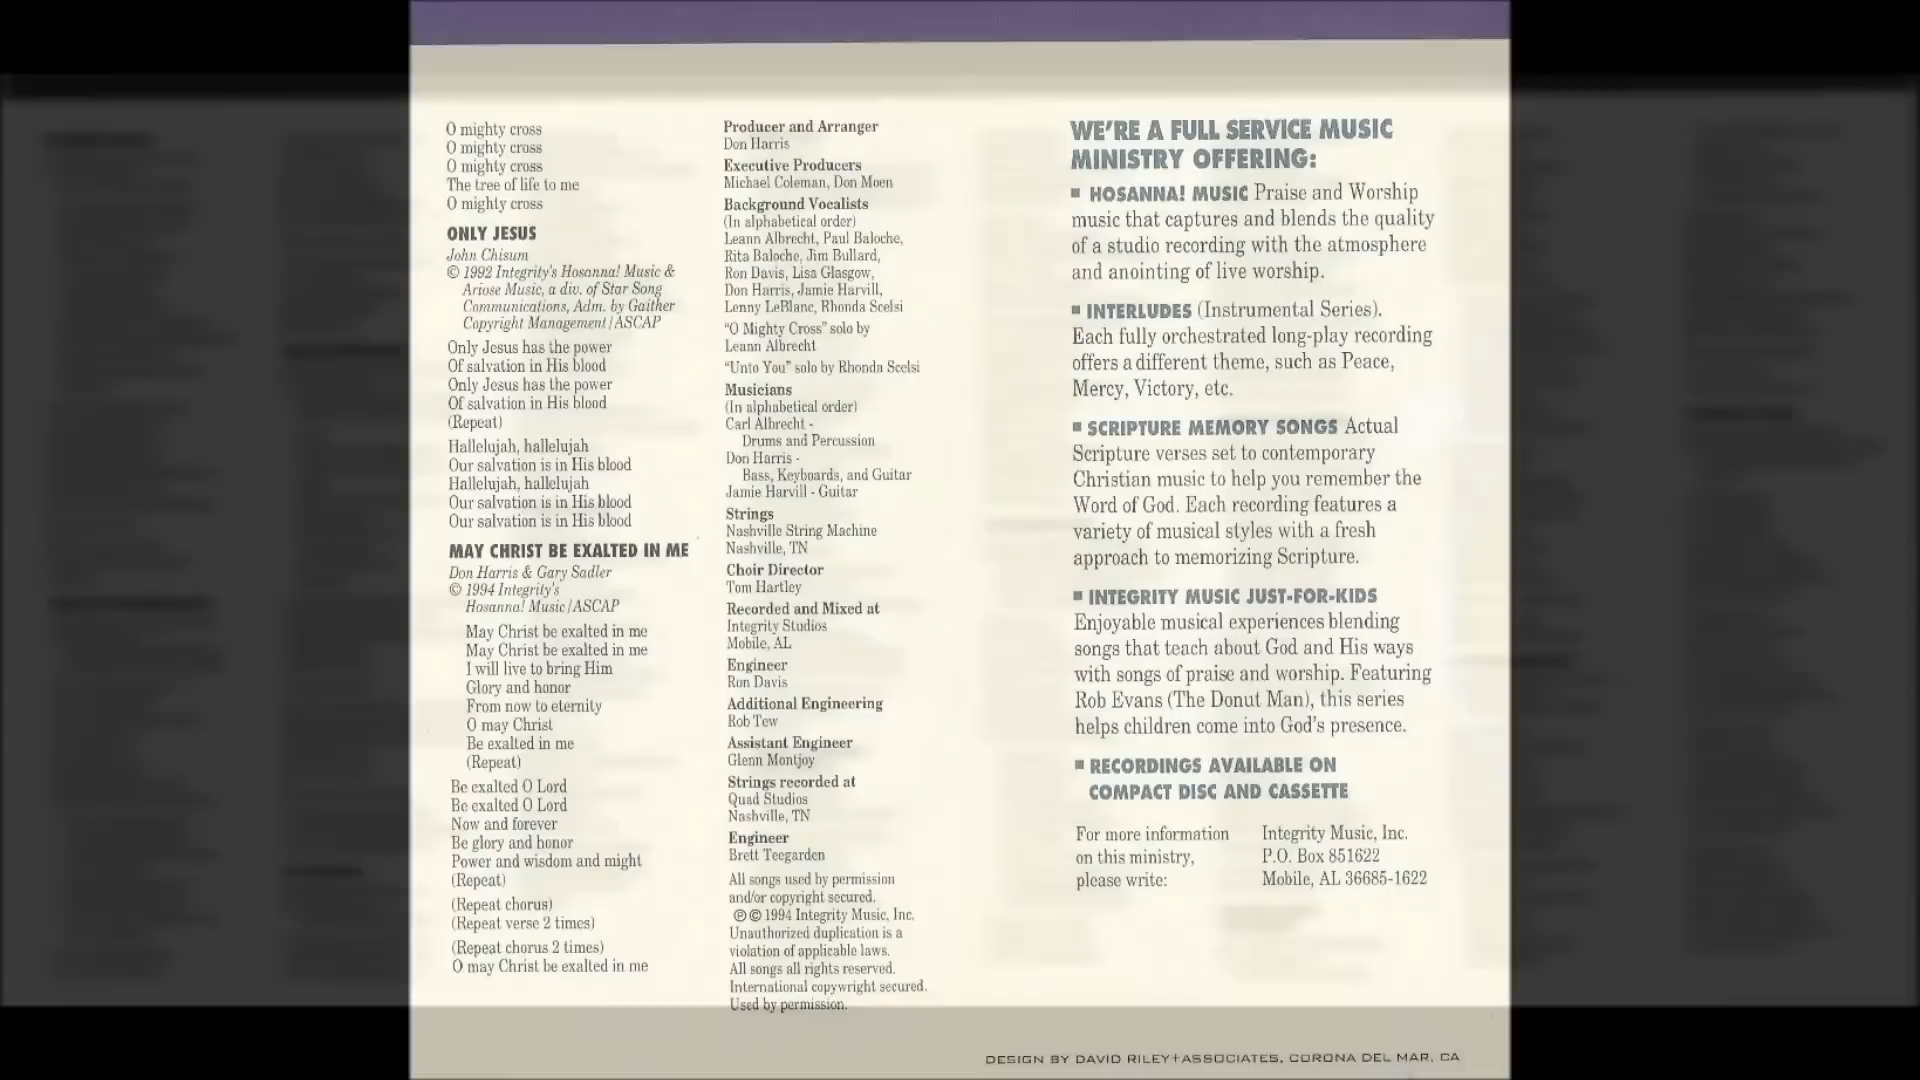 O mighty cross
O mighty cross
O mighty cross
The tree of life to me
O mighty cross
ONLY JESUS
John Chisum
© 1992 Integrity's Hosanna! Music &
Ariose Music, a div. of Star Song
Communications, Adm. by Gaither
Copyright Management/ASCAP
Only Jesus has the power
Of salvation in His blood
Only Jesus has the power
Of salvation in His blood
(Repeat)
Hallelujah, hallelujah
Our salvation is in His blood
Hallelujah, hallelujah
Our salvation is in His blood
Our salvation is in His blood
MAY CHRIST BE EXALTED IN ME
Don Harris & Gary Sadler
© 1994 Integrity's
Hosanna! Music/ASCAP
May Christ be exalted in me
May Christ be exalted in me
I will live to bring Him
Glory and honor
From now to eternity
O may Christ
Be exalted in me
(Repeat)
Be exalted O Lord
Be exalted O Lord
Now and forever
Be glory and honor
Power and wisdom and might
(Repeat)
(Repeat chorus)
(Repeat verse 2 times)
(Repeat chorus 2 times)
O may Christ be exalted in me
Producer and Arranger
Don Harris
Executive Producers
Michael Coleman, Don Moen
Background Vocalists
(In alphabetical order)
Leann Albrecht, Paul Baloche,
Rita Baloche, Jim Bullard,
Ron Davis, Lisa Glasgow,
Don Harris, Jamie Harvill,
Lenny LeBlanc, Rhonda Scelsi
"O Mighty Cross" solo by
Leann Albrecht
"Unto You" solo by Rhonda Scelsi
Musicians
(In alphabetical order)
Carl Albrecht -
Drums and Percussion
Don Harris -
Bass, Keyboards, and Guitar
Jamie Harvill - Guitar
Strings
Nashville String Machine
Nashville, TN
Choir Director
Tom Hartley
Recorded and Mixed at
Integrity Studios
Mobile, AL
Engineer
Ron Davis
Additional Engineering
Rob Tew
Assistant Engineer
Glenn Montjoy
Strings recorded at
Quad Studios
Nashville, TN
Engineer
Brett Teegarden
All songs used by permission
and/or copyright secured.
℗ © 1994 Integrity Music, Inc.
Unauthorized duplication is a
violation of applicable laws.
All songs all rights reserved.
International copywright secured.
Used by permission.
WE'RE A FULL SERVICE MUSIC
MINISTRY OFFERING:
■ HOSANNA! MUSIC Praise and Worship
music that captures and blends the quality
of a studio recording with the atmosphere
and anointing of live worship.
■ INTERLUDES (Instrumental Series).
Each fully orchestrated long-play recording
offers a different theme, such as Peace,
Mercy, Victory, etc.
■ SCRIPTURE MEMORY SONGS Actual
Scripture verses set to contemporary
Christian music to help you remember the
Word of God. Each recording features a
variety of musical styles with a fresh
approach to memorizing Scripture.
■ INTEGRITY MUSIC JUST-FOR-KIDS
Enjoyable musical experiences blending
songs that teach about God and His ways
with songs of praise and worship. Featuring
Rob Evans (The Donut Man), this series
helps children come into God's presence.
■ RECORDINGS AVAILABLE ON
COMPACT DISC AND CASSETTE
For more information
on this ministry,
please write:
Integrity Music, Inc.
P.O. Box 851622
Mobile, AL 36685-1622
DESIGN BY DAVID RILEY+ASSOCIATES, CORONA DEL MAR, CA